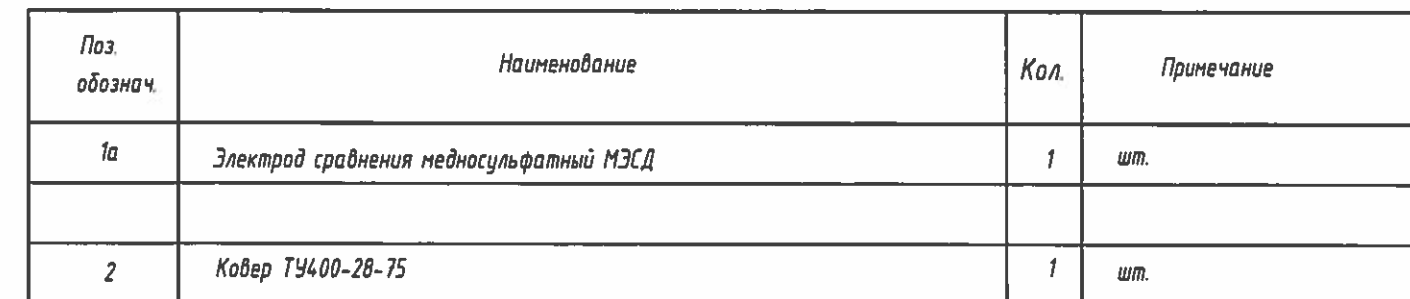 Поз.
обознач.
Наименование
Кол.
Примечание
1а
Электрод сравнения медносульфатный МЭСД
1
шт.
2
Ковер ТУ400-28-75
1
шт.